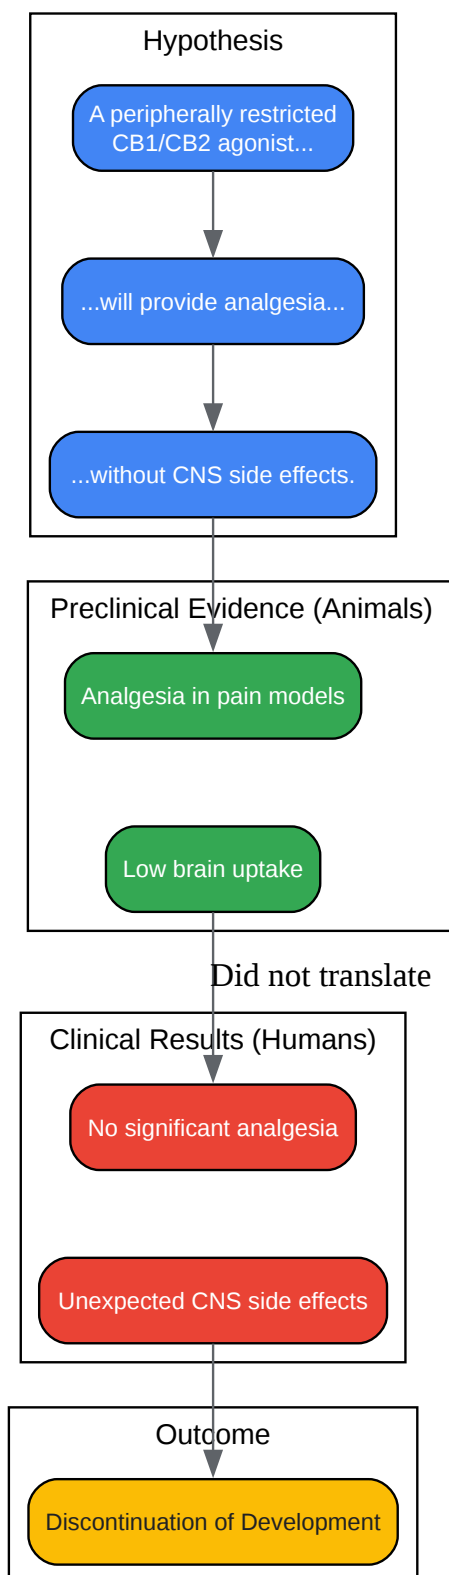 Hypothesis
A peripherally restricted
CB1/CB2 agonist...
...will provide analgesia...
...without CNS side effects.
Preclinical Evidence (Animals)
Analgesia in pain models
Low brain uptake
Did not translate
Clinical Results (Humans)
No significant analgesia
Unexpected CNS side effects
Outcome
Discontinuation of Development